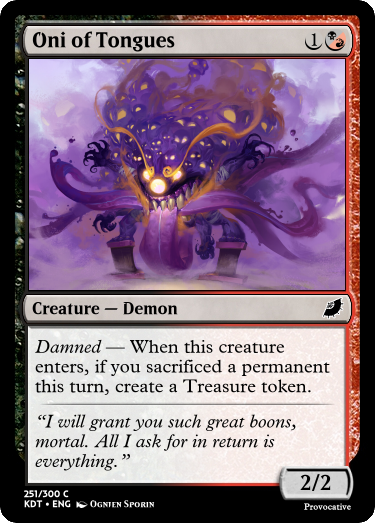 Oni of Tongues
1
Creature — Demon
Damned — When this creature
enters, if you sacrificed a permanent
this turn, create a Treasure token.
“I will grant you such great boons,
mortal. All I ask for in return is
everything.”
2/2
251/300 C
KDT • ENG Ognien Sporin
Provocative